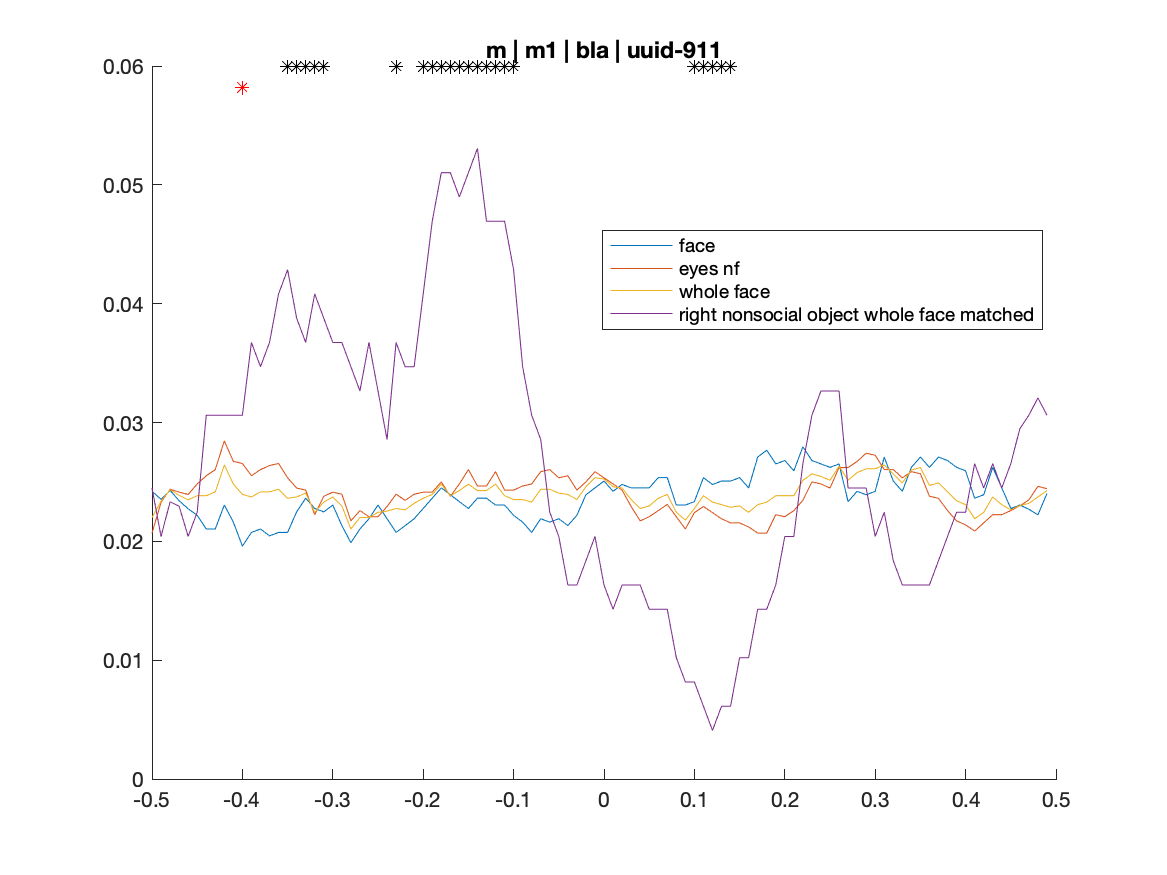 m | m1 | bla | uuid-911
0.06
0.05
0.04
0.03
0.02
0.01
0
face
eyes nf
whole face
right nonsocial object whole face matched
-0.5 -0.4 -0.3 -0.2 -0.1 0 0.1 0.2 0.3 0.4 0.5